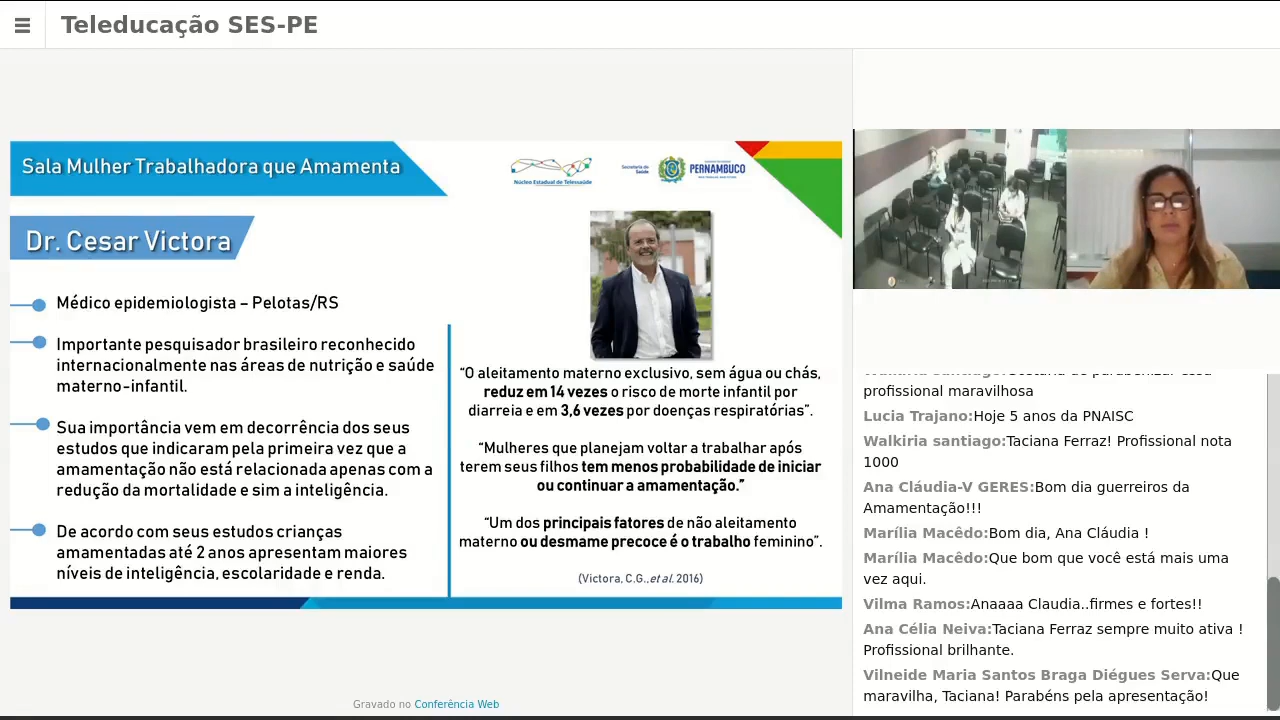 Teleducação SES-PE
Sala Mulher Trabalhadora que Amamenta
Núcleo Estadual de Telessaúde
Secretaria de
Saúde
PERNAMBUCO
Dr. Cesar Victora
Médico epidemiologista – Pelotas/RS
Importante pesquisador brasileiro reconhecido
internacionalmente nas áreas de nutrição e saúde
materno-infantil.
Sua importância vem em decorrência dos seus
estudos que indicaram pela primeira vez que a
amamentação não está relacionada apenas com a
redução da mortalidade e sim a inteligência.
De acordo com seus estudos crianças
amamentadas até 2 anos apresentam maiores
níveis de inteligência, escolaridade e renda.
“O aleitamento materno exclusivo, sem água ou chás,
reduz em 14 vezes o risco de morte infantil por
diarreia e em 3,6 vezes por doenças respiratórias”.
“Mulheres que planejam voltar a trabalhar após
terem seus filhos tem menos probabilidade de iniciar
ou continuar a amamentação.”
“Um dos principais fatores de não aleitamento
materno ou desmame precoce é o trabalho feminino”.
(Victora, C.G.,et al. 2016)
Gravado no Conferência Web
profissional maravilhosa
Lucia Trajano:Hoje 5 anos da PNAISC
Walkiria santiago:Taciana Ferraz! Profissional nota
1000
Ana Cláudia-V GERES:Bom dia guerreiros da
Amamentação!!!
Marília Macêdo:Bom dia, Ana Cláudia !
Marília Macêdo:Que bom que você está mais uma
vez aqui.
Vilma Ramos:Anaaaa Claudia..firmes e fortes!!
Ana Célia Neiva:Taciana Ferraz sempre muito ativa !
Profissional brilhante.
Vilneide Maria Santos Braga Diégues Serva:Que
maravilha, Taciana! Parabéns pela apresentação!